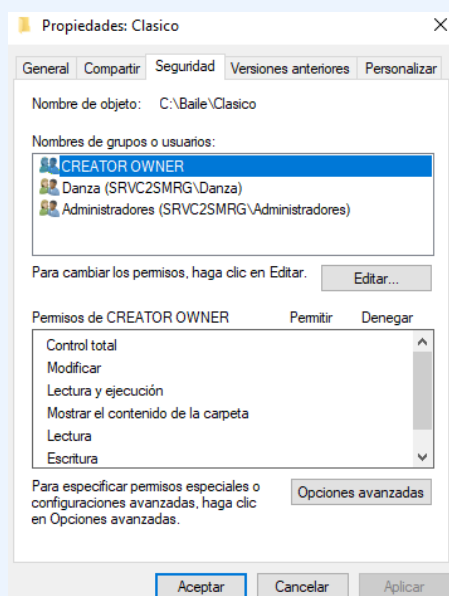 Propiedades: Clasico
General Compartir Seguridad Versiones anteriores Personalizar
Nombre de objeto: C:\Baile\Clasico
Nombres de grupos o usuarios:
CREATOR OWNER
Danza (SRVC2SMRG\Danza)
Administradores (SRVC2SMRG\Administradores)
Para cambiar los permisos, haga clic en Editar. Editar...
Permisos de CREATOR OWNER Permitir Denegar
Control total
Modificar
Lectura y ejecución
Mostrar el contenido de la carpeta
Lectura
Escritura
Para especificar permisos especiales o
configuraciones avanzadas, haga clic
en Opciones avanzadas.
Opciones avanzadas
Aceptar Cancelar Aplicar